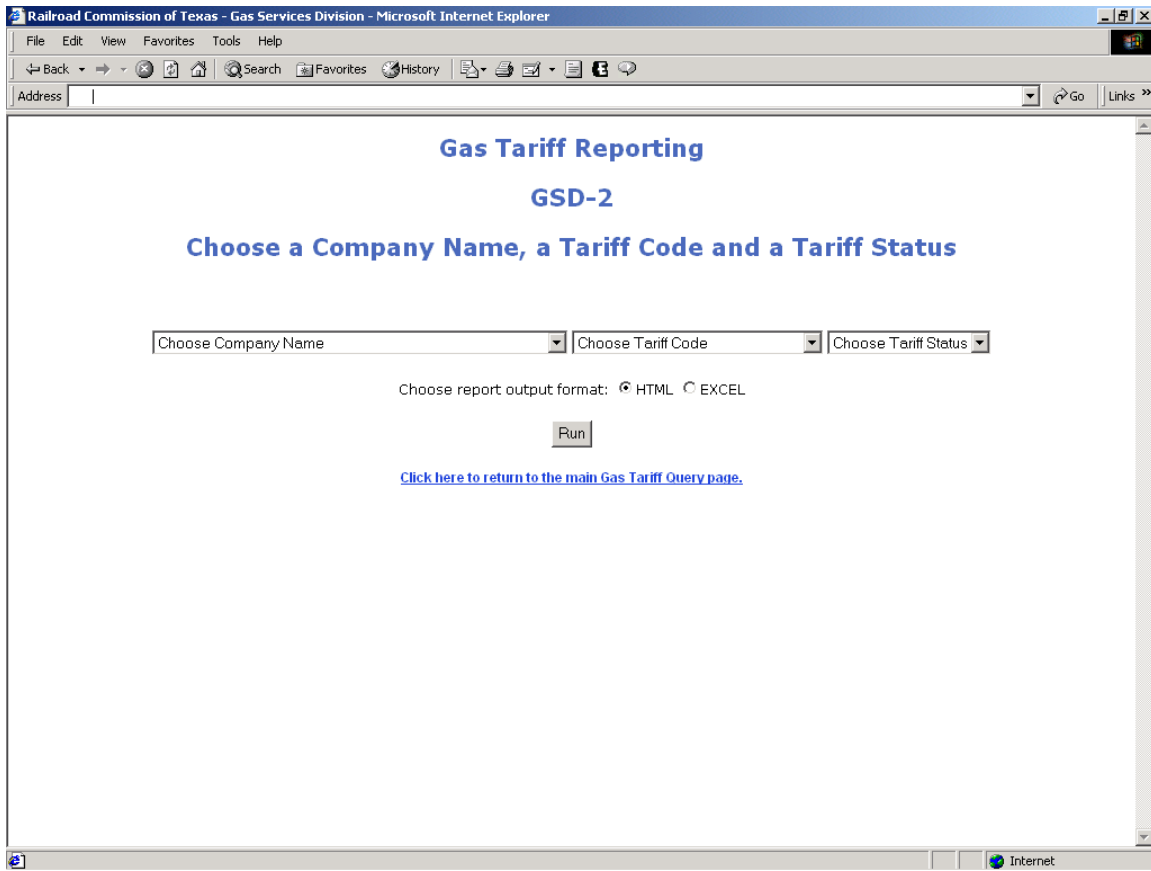 Railroad Commission of Texas - Gas Services Division - Microsoft Internet Explorer
File Edit View Favorites Tools Help
Back Search Favorites History
Address Go Links »
Gas Tariff Reporting
GSD-2
Choose a Company Name, a Tariff Code and a Tariff Status
Choose Company Name Choose Tariff Code Choose Tariff Status
Choose report output format: HTML EXCEL
Run
Click here to return to the main Gas Tariff Query page.
Internet